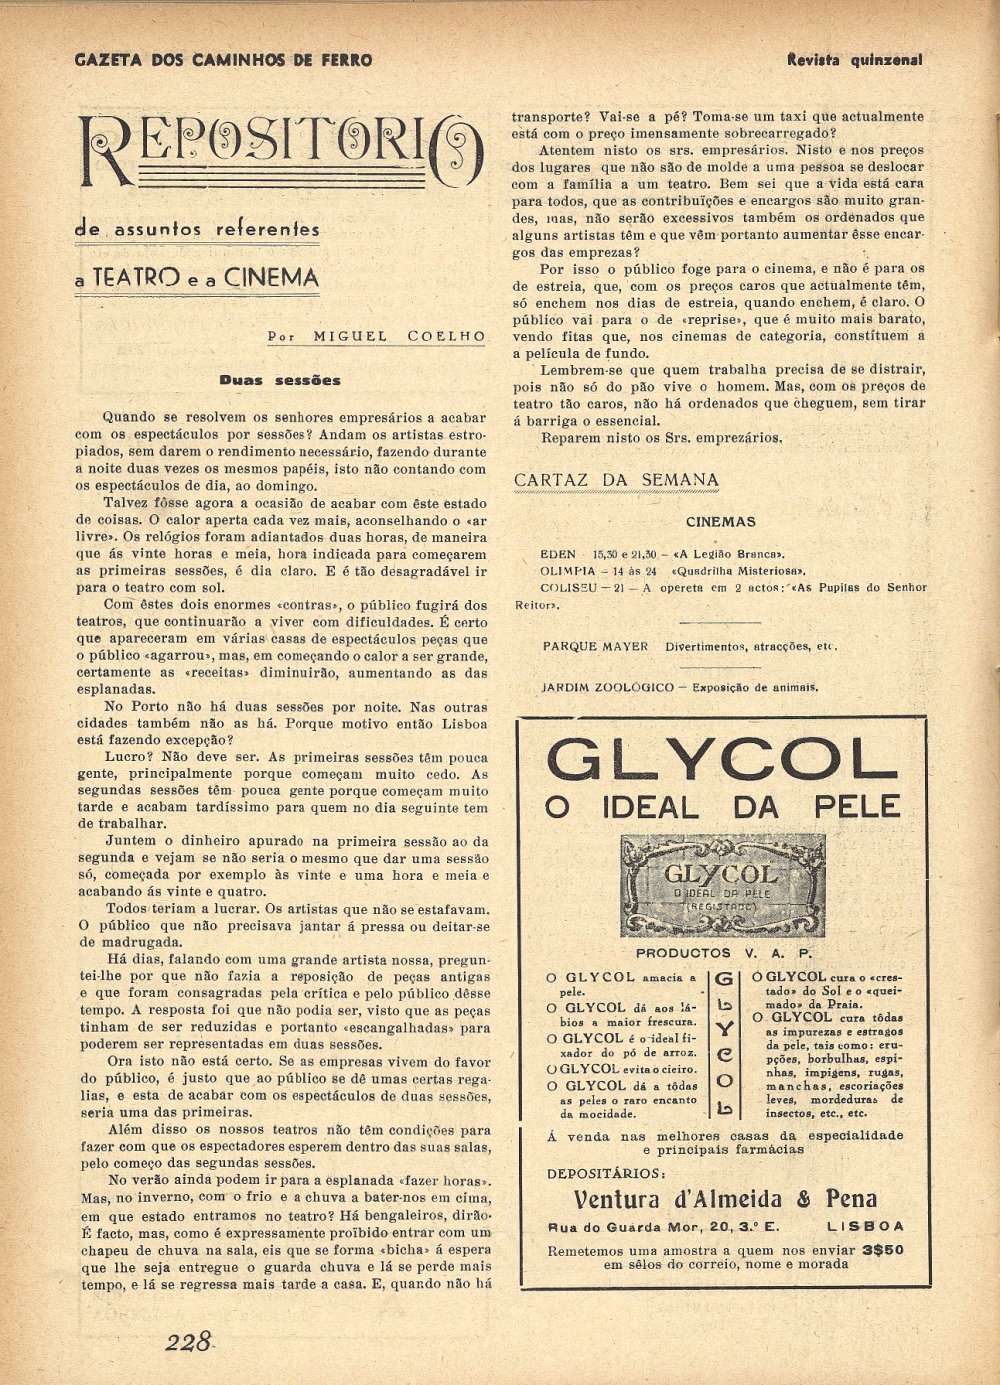 GAZETA DOS CAMINHOS DE FERRO
Revista quinzenal
REPOSITORIO
de assuntos referentes
a TEATRO e a CINEMA
Por MIGUEL COELHO
Duas sessões
Quando se resolvem os senhores empresários a acabar
com os espectáculos por sessões? Andam os artistas estro-
piados, sem darem o rendimento necessário, fazendo durante
a noite duas vezes os mesmos papéis, isto não contando com
os espectáculos de dia, ao domingo.
Talvez fôsse agora a ocasião de acabar com êste estado
de coisas. O calor aperta cada vez mais, aconselhando o «ar
livre». Os relógios foram adiantados duas horas, de maneira
que ás vinte horas e meia, hora indicada para começarem
as primeiras sessões, é dia claro. E é tão desagradável ir
para o teatro com sol.
Com êstes dois enormes «contras», o público fugirá dos
teatros, que continuarão a viver com dificuldades. É certo
que apareceram em várias casas de espectáculos peças que
o público «agarrou», mas, em começando o calor a ser grande,
certamente as «receitas» diminuirão, aumentando as das
esplanadas.
No Porto não há duas sessões por noite. Nas outras
cidades também não as há. Porque motivo então Lisboa
está fazendo excepção?
Lucro? Não deve ser. As primeiras sessões têm pouca
gente, principalmente porque começam muito cedo. As
segundas sessões têm pouca gente porque começam muito
tarde e acabam tardíssimo para quem no dia seguinte tem
de trabalhar.
Juntem o dinheiro apurado na primeira sessão ao da
segunda e vejam se não seria o mesmo que dar uma sessão
só, começada por exemplo às vinte e uma hora e meia e
acabando ás vinte e quatro.
Todos teriam a lucrar. Os artistas que não se estafavam.
O público que não precisava jantar á pressa ou deitar-se
de madrugada.
Há dias, falando com uma grande artista nossa, pregun-
tei-lhe por que não fazia a reposição de peças antigas
e que foram consagradas pela crítica e pelo público dêsse
tempo. A resposta foi que não podia ser, visto que as peças
tinham de ser reduzidas e portanto «escangalhadas» para
poderem ser representadas em duas sessões.
Ora isto não está certo. Se as empresas vivem do favor
do público, é justo que ao público se dê umas certas rega-
lias, e esta de acabar com os espectáculos de duas sessões,
seria uma das primeiras.
Além disso os nossos teatros não têm condições para
fazer com que os espectadores esperem dentro das suas salas,
pelo começo das segundas sessões.
No verão ainda podem ir para a esplanada «fazer horas».
Mas, no inverno, com o frio e a chuva a bater-nos em cima,
em que estado entramos no teatro? Há bengaleiros, dirão.
É facto, mas, como é expressamente proïbido entrar com um
chapeu de chuva na sala, eis que se forma «bicha» á espera
que lhe seja entregue o guarda chuva e lá se perde mais
tempo, e lá se regressa mais tarde a casa. E, quando não há
transporte? Vai-se a pé? Toma-se um taxi que actualmente
está com o preço imensamente sobrecarregado?
Atentem nisto os srs. empresários. Nisto e nos preços
dos lugares que não são de molde a uma pessoa se deslocar
com a família a um teatro. Bem sei que a vida está cara
para todos, que as contribuïções e encargos são muito gran-
des, mas, não serão excessivos também os ordenados que
alguns artistas têm e que vêm portanto aumentar êsse encar-
gos das emprezas?
Por isso o público foge para o cinema, e não é para os
de estreia, que, com os preços caros que actualmente têm,
só enchem nos dias de estreia, quando enchem, é claro. O
público vai para o de «reprise», que é muito mais barato,
vendo fitas que, nos cinemas de categoria, constítuem a
a película de fundo.
Lembrem-se que quem trabalha precisa de se distrair,
pois não só do pão vive o homem. Mas, com os preços de
teatro tão caros, não há ordenados que cheguem, sem tirar
á barriga o essencial.
Reparem nisto os Srs. emprezários.
CARTAZ DA SEMANA
CINEMAS
EDEN - 15,30 e 21,30 — «A Legião Branca».
OLIMPIA — 14 às 24 «Quadrilha Misteriosa».
COLISEU — 21 — A opereta em 2 actos: «As Pupilas do Senhor
Reitor».
PARQUE MAYER Divertimentos, atracções, etc.
JARDIM ZOOLÓGICO — Exposição de animais.
GLYCOL
O IDEAL DA PELE
GLYCOL
O IDEAL DA PELE
(REGISTADO)
PRODUCTOS V. A. P.
O GLYCOL amacia a
pele.
O GLYCOL dá aos lá-
bios a maior frescura.
O GLYCOL é o ideal fi-
xador do pó de arroz.
O GLYCOL evita o cieiro.
O GLYCOL dá a tôdas
as peles o raro encanto
da mocidade.
GLYCOL
O GLYCOL cura o «cres-
tado» do Sol e o «quei-
mado» da Praia.
O GLYCOL cura tôdas
as impurezas e estragos
da pele, tais como: eru-
pções, borbulhas, espi-
nhas, impigens, rugas,
manchas, escoriações
leves, mordeduras de
insectos, etc., etc.
Á venda nas melhores casas da especialidade
e principais farmácias
DEPOSITÁRIOS:
Ventura d'Almeida & Pena
Rua do Guarda Mor, 20, 3.º E. LISBOA
Remetemos uma amostra a quem nos enviar 3$50
em sêlos do correio, nome e morada
228